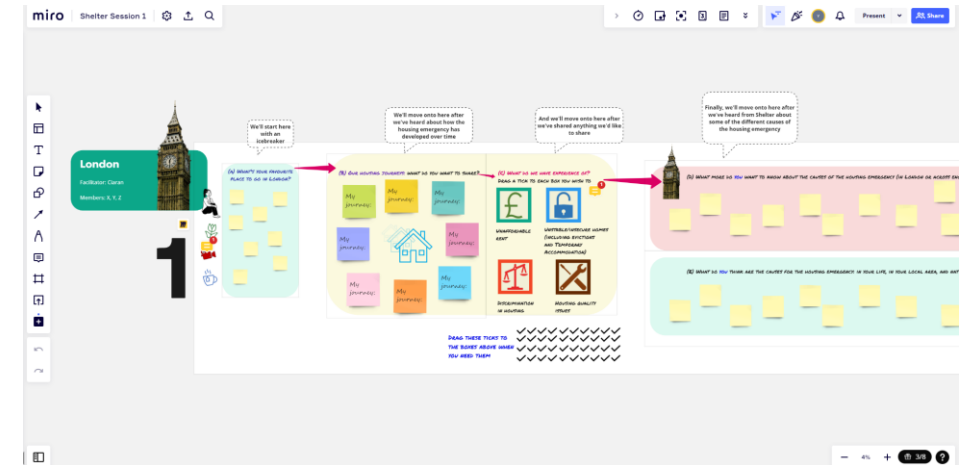 miro
Shelter Session 1
Present
Share
We'll start here
with an
icebreaker
We'll move onto here after
we've heard about how the
housing emergency has
developed over time
And we'll move onto here after
we've shared anything we'd like
to share
Finally, we'll move onto here after
we've heard from Shelter about
some of the different causes of
the housing emergency
London
Facilitator: Ciaran
Members: X, Y, Z
1
(A) What's your favourite
place to go in London?
(B) Our housing journeys: what do you want to share?
My
journey:
My
journey:
My
journey:
My
journey:
My
journey:
My
journey:
My
journey:
My
journey:
(C) What do we have experience of?
Drag a tick to each box you wish to
£
Unaffordable
rent
Unstable/insecure homes
(including evictions
and Temporary
Accommodation)
Discrimination
in housing
Housing quality
issues
Drag these ticks to
the boxes above when
you need them
(D) What more do you want to know about the causes of the housing emergency (in London or across
(E) What do you think are the causes for the housing emergency in your life, in your local area, and
4%
3/8